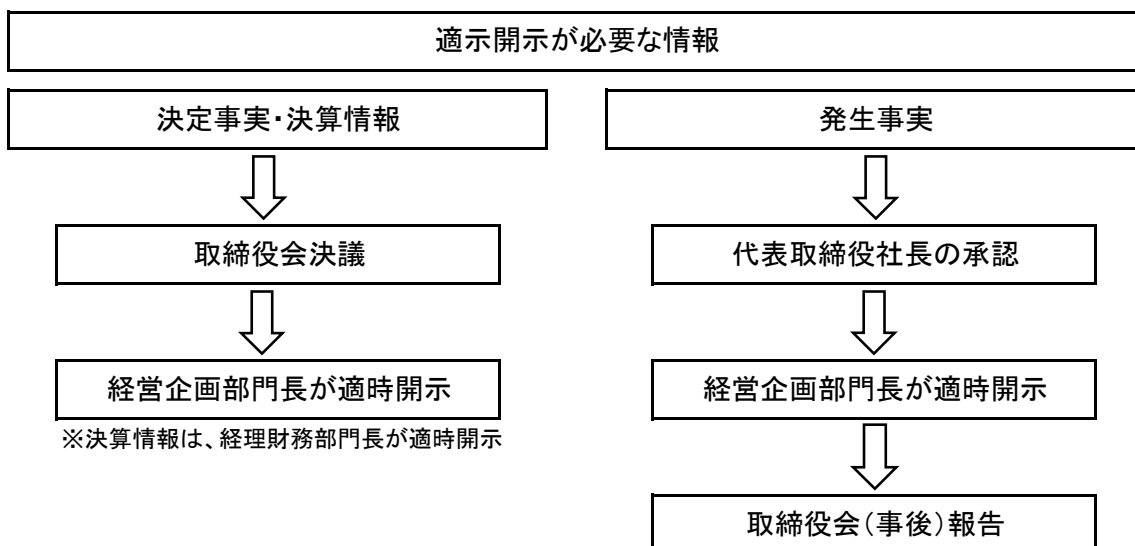 適示開示が必要な情報
決定事実・決算情報
発生事実
取締役会決議
代表取締役社長の承認
経営企画部門長が適時開示
経営企画部門長が適時開示
※決算情報は、経理財務部門長が適時開示
取締役会(事後)報告